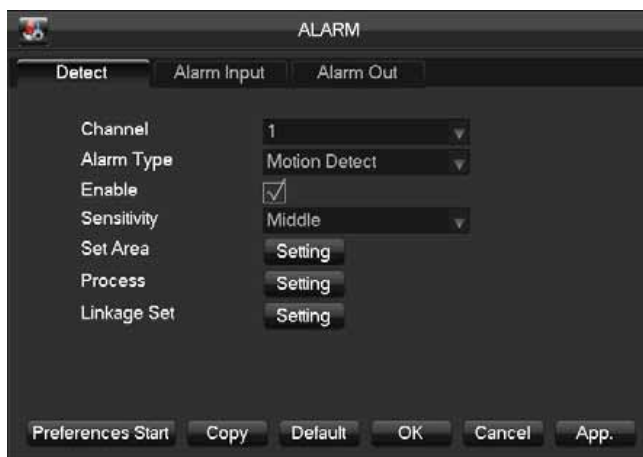 ALARM
Detect Alarm Input Alarm Out
Channel 1
Alarm Type Motion Detect
Enable
Sensitivity Middle
Set Area Setting
Process Setting
Linkage Set Setting
Preferences Start Copy Default OK Cancel App.